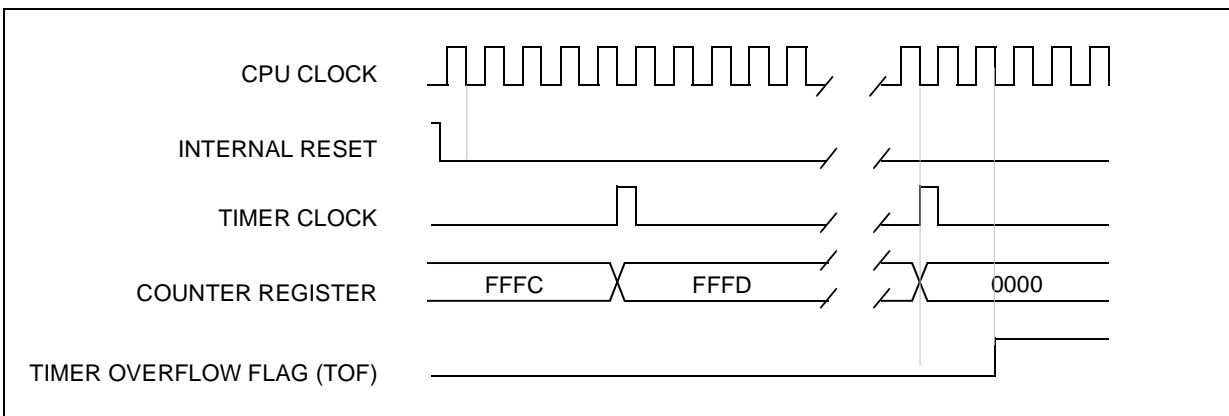 CPU CLOCK
INTERNAL RESET
TIMER CLOCK
COUNTER REGISTER FFFC FFFD 0000
TIMER OVERFLOW FLAG (TOF)